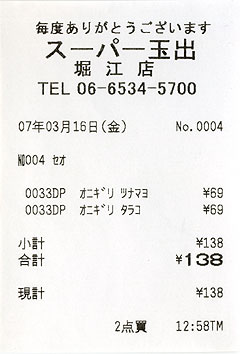 毎度ありがとうございます
スーパー玉出
堀江店
TEL 06-6534-5700
07年03月16日(金) No.0004
N0004 ｾｵ
0033DP ｵﾆｷﾞﾘ ﾂﾅﾏﾖ ¥69
0033DP ｵﾆｷﾞﾘ ﾀﾗｺ ¥69
小計 ¥138
合計 ¥138
現計 ¥138
2点買 12:58TM